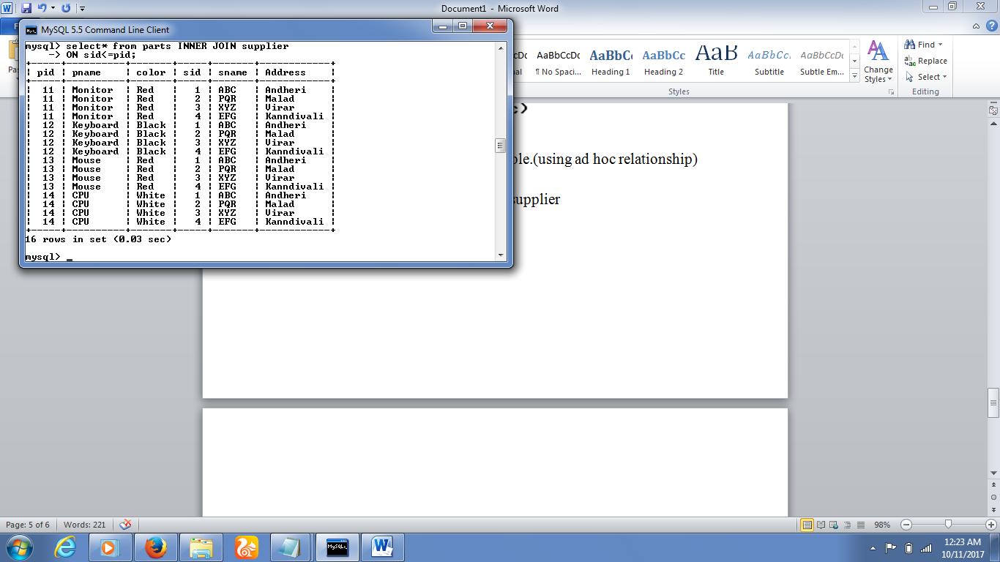 Document1 - Microsoft Word
MySQL 5.5 Command Line Client
mysql> select* from parts INNER JOIN supplier
-> ON sid<=pid;
+-----+----------+-------+-----+-------+------------+
| pid | pname | color | sid | sname | Address |
+-----+----------+-------+-----+-------+------------+
| 11 | Monitor | Red | 1 | ABC | Andheri |
| 11 | Monitor | Red | 2 | PQR | Malad |
| 11 | Monitor | Red | 3 | XYZ | Virar |
| 11 | Monitor | Red | 4 | EFG | Kanndivali |
| 12 | Keyboard | Black | 1 | ABC | Andheri |
| 12 | Keyboard | Black | 2 | PQR | Malad |
| 12 | Keyboard | Black | 3 | XYZ | Virar |
| 12 | Keyboard | Black | 4 | EFG | Kanndivali |
| 13 | Mouse | Red | 1 | ABC | Andheri |
| 13 | Mouse | Red | 2 | PQR | Malad |
| 13 | Mouse | Red | 3 | XYZ | Virar |
| 13 | Mouse | Red | 4 | EFG | Kanndivali |
| 14 | CPU | White | 1 | ABC | Andheri |
| 14 | CPU | White | 2 | PQR | Malad |
| 14 | CPU | White | 3 | XYZ | Virar |
| 14 | CPU | White | 4 | EFG | Kanndivali |
+-----+----------+-------+-----+-------+------------+
16 rows in set (0.03 sec)
mysql> _
AaBbCcDc AaBbC AaBbCc AaB AaBbCc. AaBbCcDc
¶ No Spaci... Heading 1 Heading 2 Title Subtitle Subtle Em...
Change Styles
Styles
Find
Replace
Select
Editing
c)
ble.(using ad hoc relationship)
supplier
Page: 5 of 6 Words: 221 98%
MySQL
12:23 AM
10/11/2017